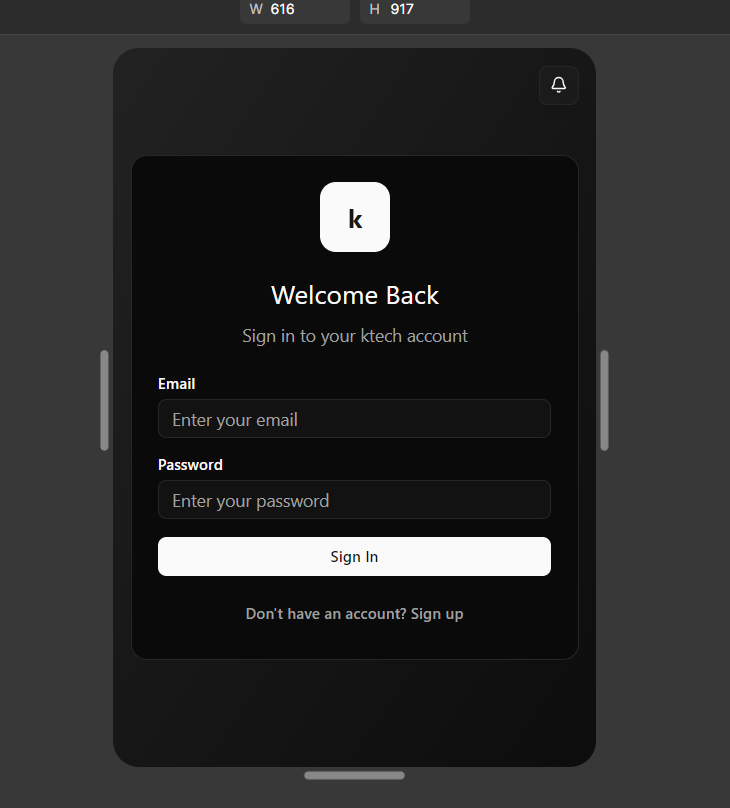 W 616 H 917
k
Welcome Back
Sign in to your ktech account
Email
Enter your email
Password
Enter your password
Sign In
Don't have an account? Sign up